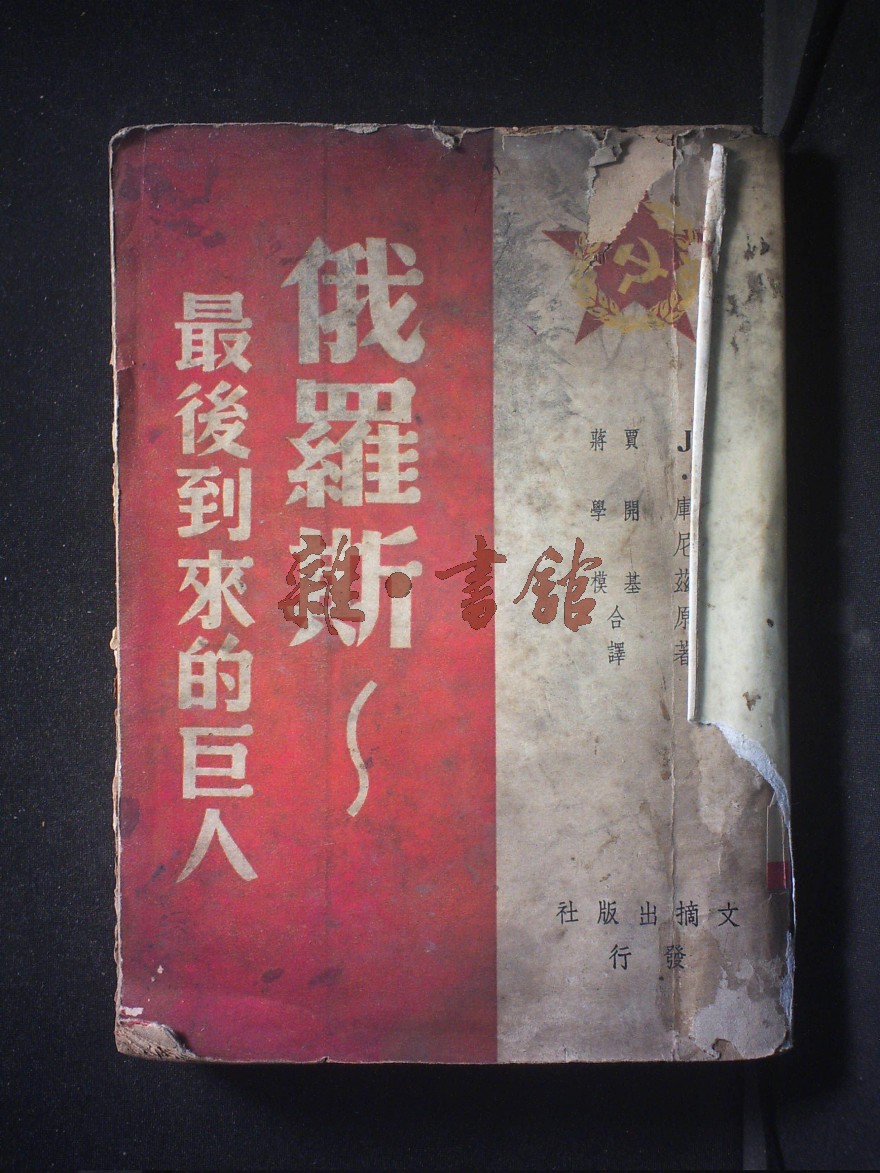 俄羅斯~
最後到來的巨人
J·庫尼茲原著
賈開基
蔣學模
合譯
文摘出版社
發行
雜·書館